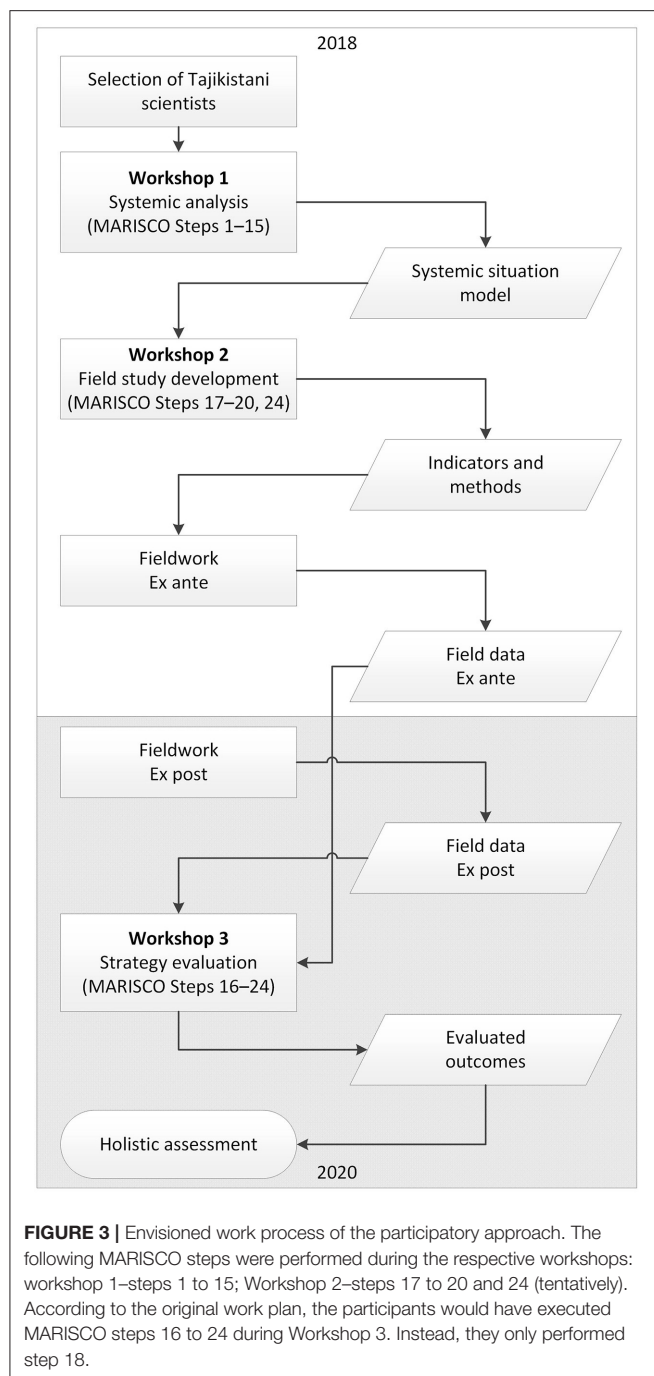 2018
Selection of Tajikistani
scientists
Workshop 1
Systemic analysis
(MARISCO Steps 1–15)
Systemic situation
model
Workshop 2
Field study development
(MARISCO Steps 17–20, 24)
Indicators and
methods
Fieldwork
Ex ante
Field data
Ex ante
Fieldwork
Ex post
Field data
Ex post
Workshop 3
Strategy evaluation
(MARISCO Steps 16–24)
Evaluated
outcomes
Holistic assessment
2020
FIGURE 3 | Envisioned work process of the participatory approach. The
following MARISCO steps were performed during the respective workshops:
workshop 1–steps 1 to 15; Workshop 2–steps 17 to 20 and 24 (tentatively).
According to the original work plan, the participants would have executed
MARISCO steps 16 to 24 during Workshop 3. Instead, they only performed
step 18.